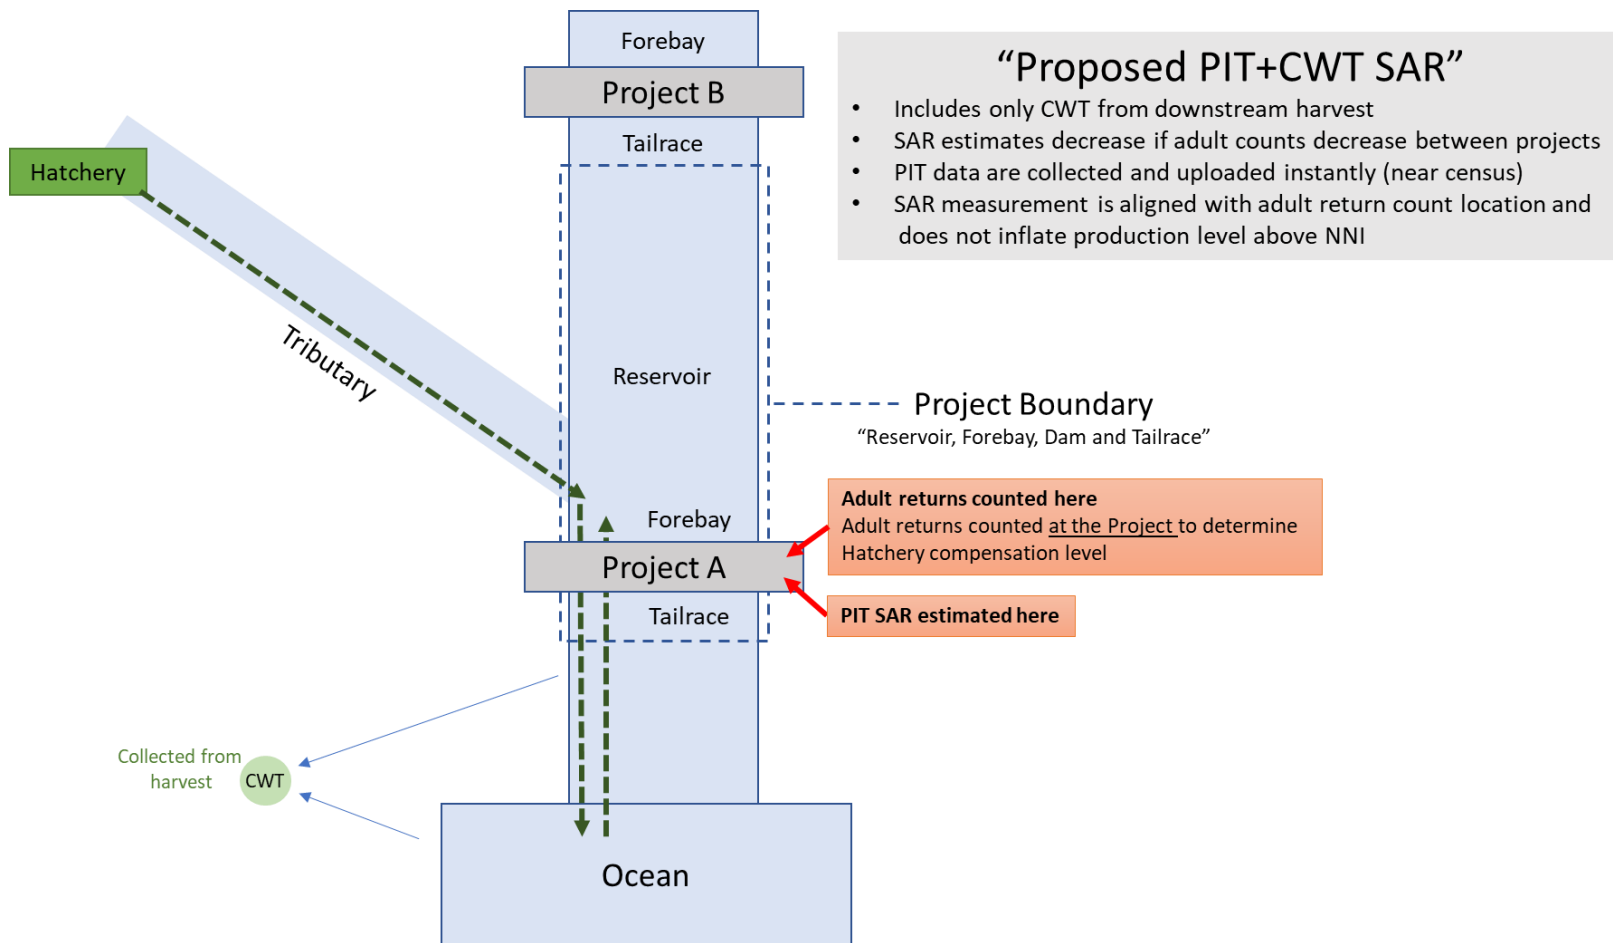 Forebay
Project B
Tailrace
Hatchery
Tributary
Reservoir
Forebay
Project A
Tailrace
Collected from
harvest
CWT
Ocean
“Proposed PIT+CWT SAR”
• Includes only CWT from downstream harvest
• SAR estimates decrease if adult counts decrease between projects
• PIT data are collected and uploaded instantly (near census)
• SAR measurement is aligned with adult return count location and
does not inflate production level above NNI
Project Boundary
“Reservoir, Forebay, Dam and Tailrace”
Adult returns counted here
Adult returns counted at the Project to determine
Hatchery compensation level
PIT SAR estimated here